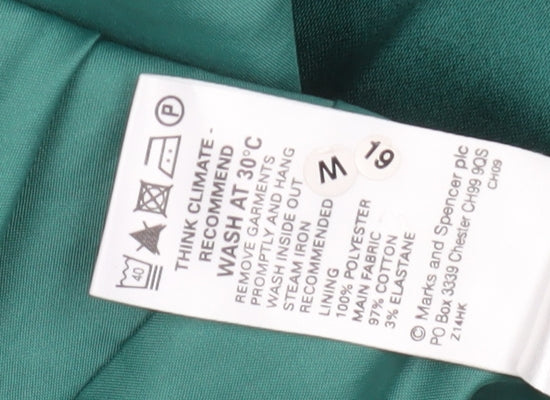 P
40
THINK CLIMATE -
RECOMMEND
WASH AT 30°C
REMOVE GARMENTS
PROMPTLY AND HANG
WASH INSIDE OUT
STEAM IRON
RECOMMENDED
M
19
LINING
100% POLYESTER
MAIN FABRIC
97% COTTON
3% ELASTANE
© Marks and Spencer plc
PO Box 3339 Chester CH99 9QS
Z14HK
CH09